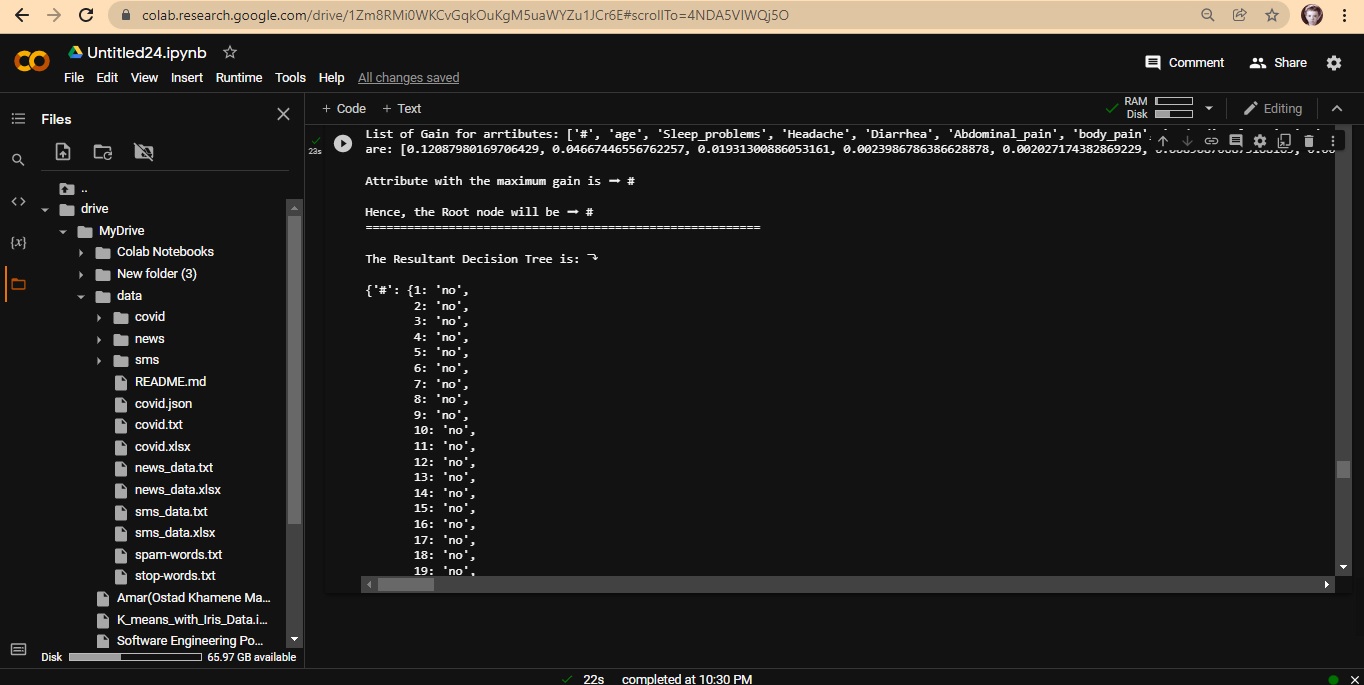 colab.research.google.com/drive/1Zm8RMi0WKCvGqkOuKgM5uaWYZu1JCr6E#scrollTo=4NDA5VIWQj5O
Untitled24.ipynb
File Edit View Insert Runtime Tools Help All changes saved
Comment Share
Files
+ Code + Text
RAM
Disk
Editing
..
drive
MyDrive
Colab Notebooks
New folder (3)
data
covid
news
sms
README.md
covid.json
covid.txt
covid.xlsx
news_data.txt
news_data.xlsx
sms_data.txt
sms_data.xlsx
spam-words.txt
stop-words.txt
Amar(Ostad Khamene Ma...
K_means_with_Iris_Data.i...
Software Engineering Po...
Disk 65.97 GB available
23s
List of Gain for arrtibutes: ['#', 'age', 'Sleep_problems', 'Headache', 'Diarrhea', 'Abdominal_pain', 'body_pain',
are: [0.12087980169706429, 0.04667446556762257, 0.01931300886053161, 0.0023986786386628878, 0.002027174382869229,
Attribute with the maximum gain is → #
Hence, the Root node will be → #
========================================================
The Resultant Decision Tree is: ⤵
{'#': {1: 'no',
2: 'no',
3: 'no',
4: 'no',
5: 'no',
6: 'no',
7: 'no',
8: 'no',
9: 'no',
10: 'no',
11: 'no',
12: 'no',
13: 'no',
14: 'no',
15: 'no',
16: 'no',
17: 'no',
18: 'no',
19: 'no',
22s completed at 10:30 PM